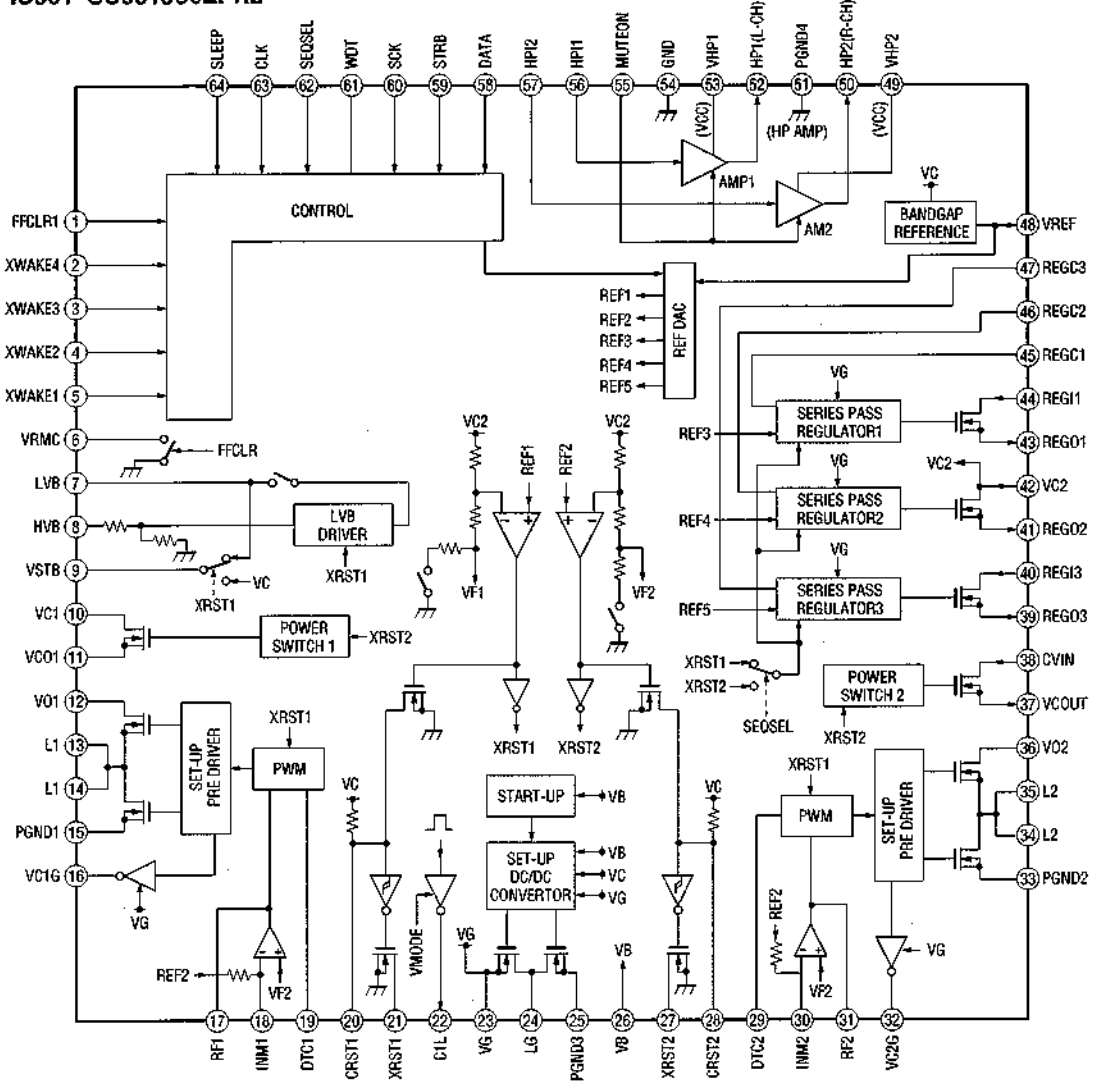 SLEEP
CLK
SEQSEL
WDT
SCK
STRB
DATA
HPI2
HPI1
MUTEON
GND
VHP1
HP1(L-CH)
PGND4
HP2(R-CH)
VHP2
64
63
62
61
60
59
58
57
56
55
54
53
52
51
50
49
(VCC)
(HP AMP)
(VCC)
AMP1
AM2
CONTROL
VC
BANDGAP
REFERENCE
48 VREF
47 REGC3
46 REGC2
45 REGC1
44 REGI1
43 REGO1
42 VC2
41 REGO2
40 REGI3
39 REGO3
38 CVIN
37 VCOUT
36 VO2
35 L2
34 L2
33 PGND2
FFCLR1 1
XWAKE4 2
XWAKE3 3
XWAKE2 4
XWAKE1 5
VRMC 6
LVB 7
HVB 8
VSTB 9
VC1 10
VCO1 11
VO1 12
L1 13
L1 14
PGND1 15
VC1G 16
REF1
REF2
REF3
REF4
REF5
REF DAC
FFCLR
LVB
DRIVER
XRST1
XRST1
VC
POWER
SWITCH 1
XRST2
VC2
REF1
REF2
VC2
VF1
VF2
XRST1
XRST2
VG
SERIES PASS
REGULATOR1
REF3
VG
VC2
SERIES PASS
REGULATOR2
REF4
VG
SERIES PASS
REGULATOR3
REF5
XRST1
XRST2
SEQSEL
POWER
SWITCH 2
XRST2
SET-UP
PRE DRIVER
XRST1
PWM
VG
REF2
VF2
VC
VMODE
START-UP
VB
SET-UP
DC/DC
CONVERTOR
VB
VC
VG
VG
VB
VC
XRST1
PWM
SET-UP
PRE DRIVER
REF2
VF2
VG
17
18
19
20
21
22
23
24
25
26
27
28
29
30
31
32
RF1
INM1
DTC1
CRST1
XRST1
C1L
VG
LG
PGND3
VB
XRST2
CRST2
DTC2
INM2
RF2
VC2G